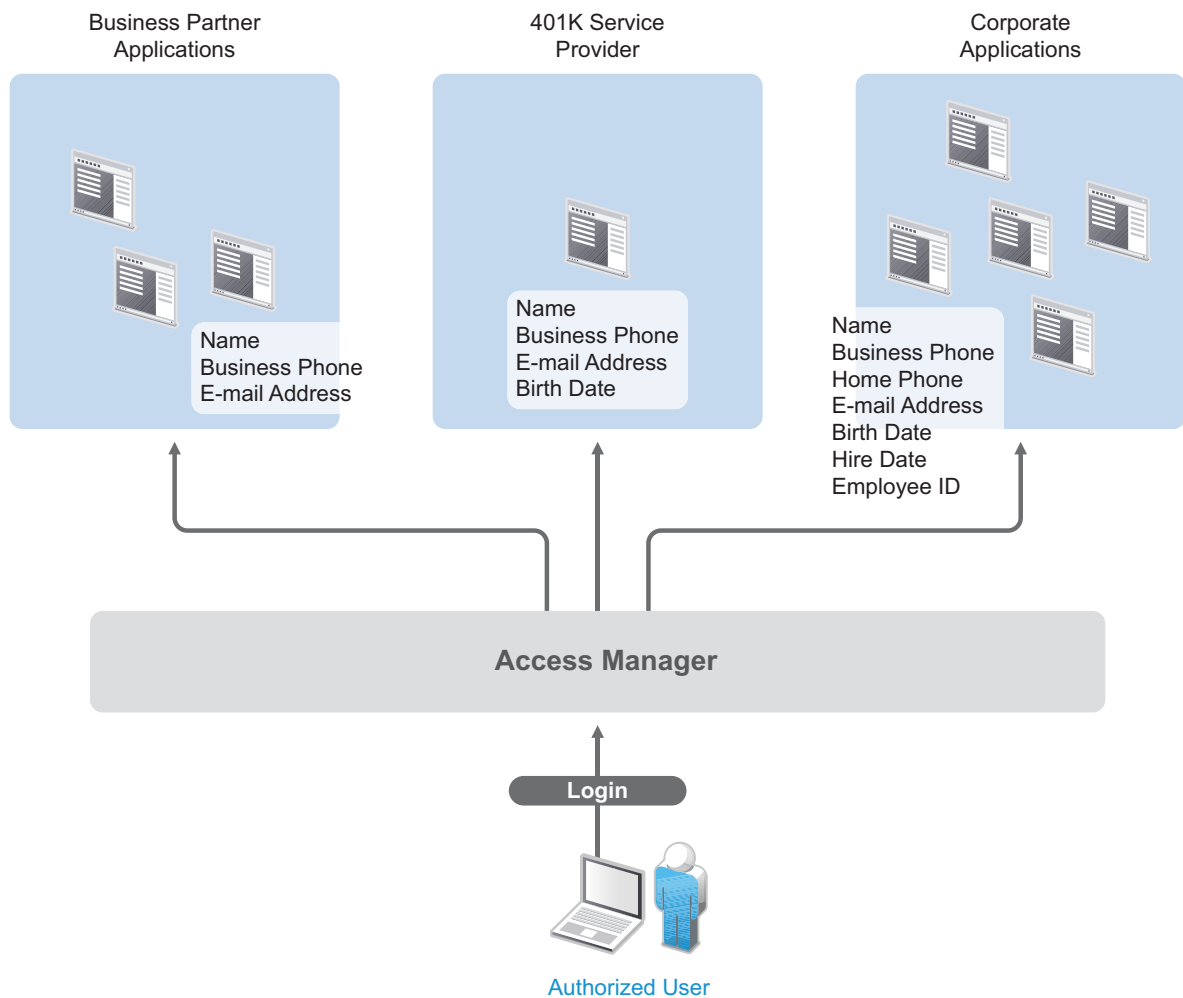 Business Partner
Applications
401K Service
Provider
Corporate
Applications
Name
Business Phone
E-mail Address
Name
Business Phone
E-mail Address
Birth Date
Name
Business Phone
Home Phone
E-mail Address
Birth Date
Hire Date
Employee ID
Access Manager
Login
Authorized User